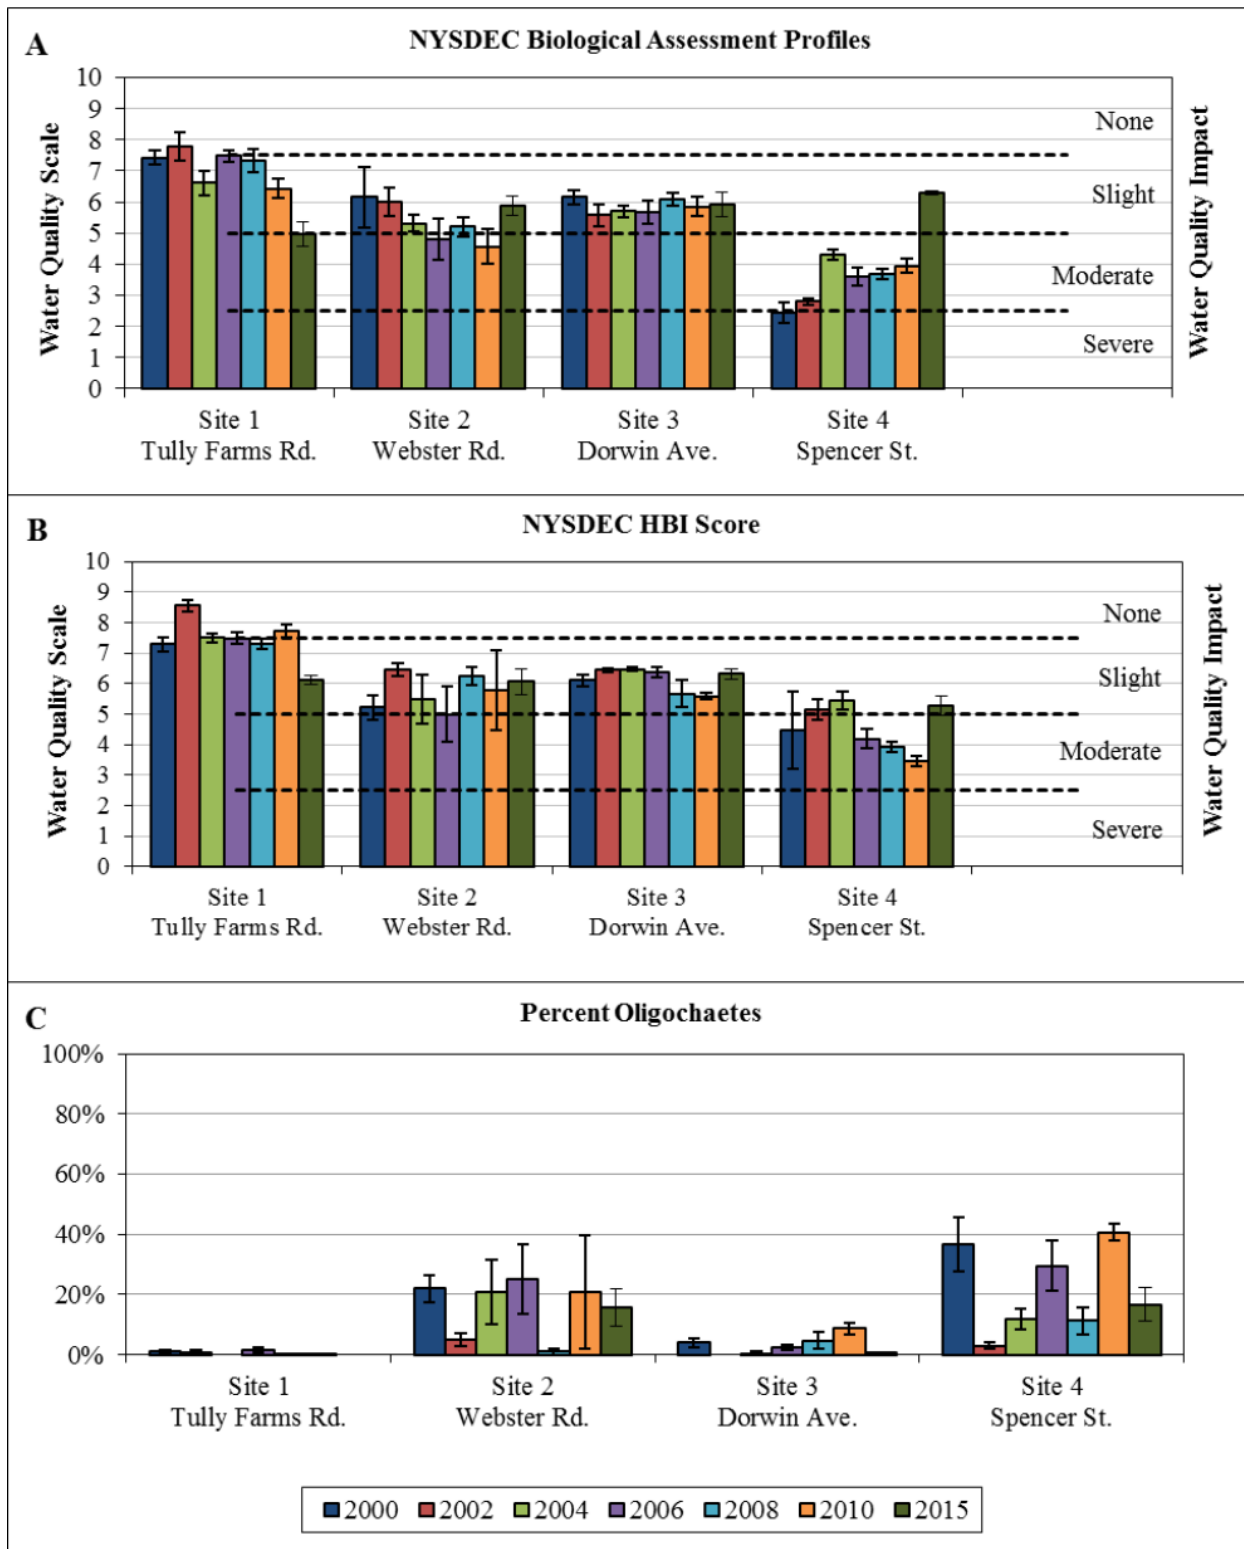 A
NYSDEC Biological Assessment Profiles
Water Quality Scale
10
9
8
7
6
5
4
3
2
1
0
None
Slight
Moderate
Severe
Water Quality Impact
Site 1
Tully Farms Rd.
Site 2
Webster Rd.
Site 3
Dorwin Ave.
Site 4
Spencer St.
B
NYSDEC HBI Score
Water Quality Scale
10
9
8
7
6
5
4
3
2
1
0
None
Slight
Moderate
Severe
Water Quality Impact
Site 1
Tully Farms Rd.
Site 2
Webster Rd.
Site 3
Dorwin Ave.
Site 4
Spencer St.
C
Percent Oligochaetes
100%
80%
60%
40%
20%
0%
Site 1
Tully Farms Rd.
Site 2
Webster Rd.
Site 3
Dorwin Ave.
Site 4
Spencer St.
2000 2002 2004 2006 2008 2010 2015